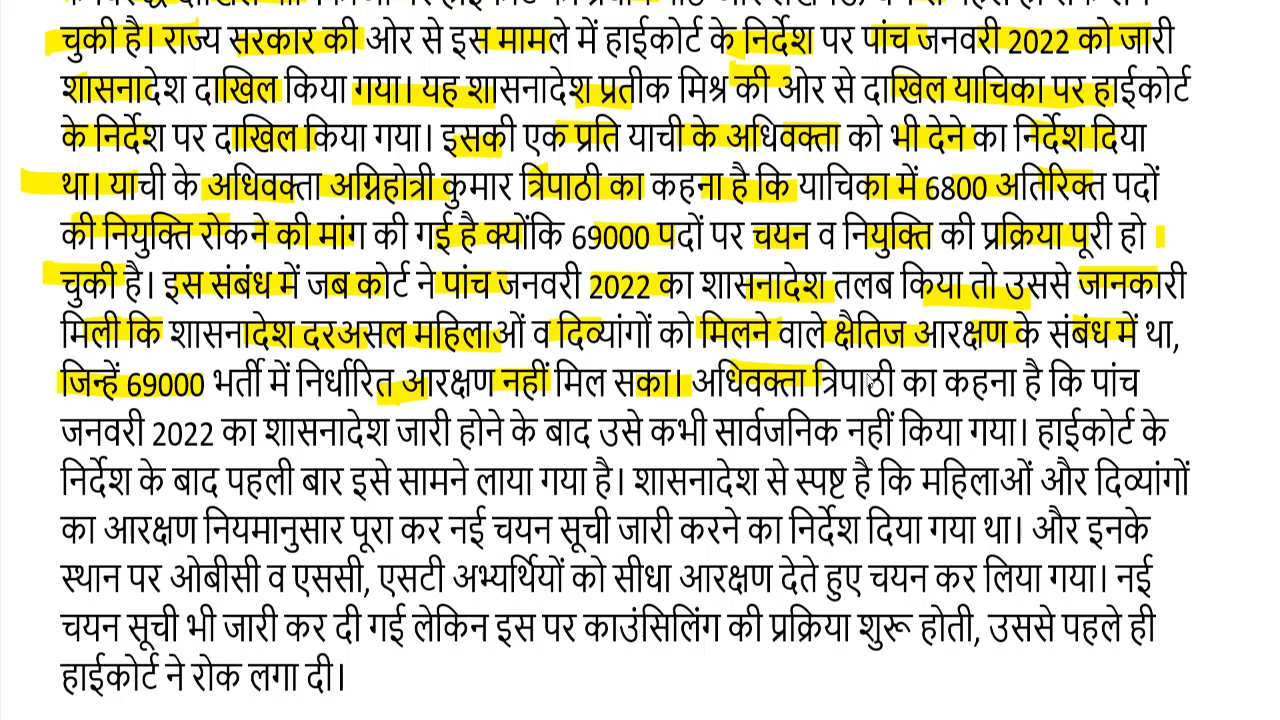 चुकी है। राज्य सरकार की ओर से इस मामले में हाईकोर्ट के निर्देश पर पांच जनवरी 2022 को जारी
शासनादेश दाखिल किया गया। यह शासनादेश प्रतीक मिश्र की ओर से दाखिल याचिका पर हाईकोर्ट
के निर्देश पर दाखिल किया गया। इसकी एक प्रति याची के अधिवक्ता को भी देने का निर्देश दिया
था। याची के अधिवक्ता अग्निहोत्री कुमार त्रिपाठी का कहना है कि याचिका में 6800 अतिरिक्त पदों
की नियुक्ति रोकने की मांग की गई है क्योंकि 69000 पदों पर चयन व नियुक्ति की प्रक्रिया पूरी हो
चुकी है। इस संबंध में जब कोर्ट ने पांच जनवरी 2022 का शासनादेश तलब किया तो उससे जानकारी
मिली कि शासनादेश दरअसल महिलाओं व दिव्यांगों को मिलने वाले क्षैतिज आरक्षण के संबंध में था,
जिन्हें 69000 भर्ती में निर्धारित आरक्षण नहीं मिल सका।। अधिवक्ता त्रिपाठी का कहना है कि पांच
जनवरी 2022 का शासनादेश जारी होने के बाद उसे कभी सार्वजनिक नहीं किया गया। हाईकोर्ट के
निर्देश के बाद पहली बार इसे सामने लाया गया है। शासनादेश से स्पष्ट है कि महिलाओं और दिव्यांगों
का आरक्षण नियमानुसार पूरा कर नई चयन सूची जारी करने का निर्देश दिया गया था। और इनके
स्थान पर ओबीसी व एससी, एसटी अभ्यर्थियों को सीधा आरक्षण देते हुए चयन कर लिया गया। नई
चयन सूची भी जारी कर दी गई लेकिन इस पर काउंसिलिंग की प्रक्रिया शुरू होती, उससे पहले ही
हाईकोर्ट ने रोक लगा दी।